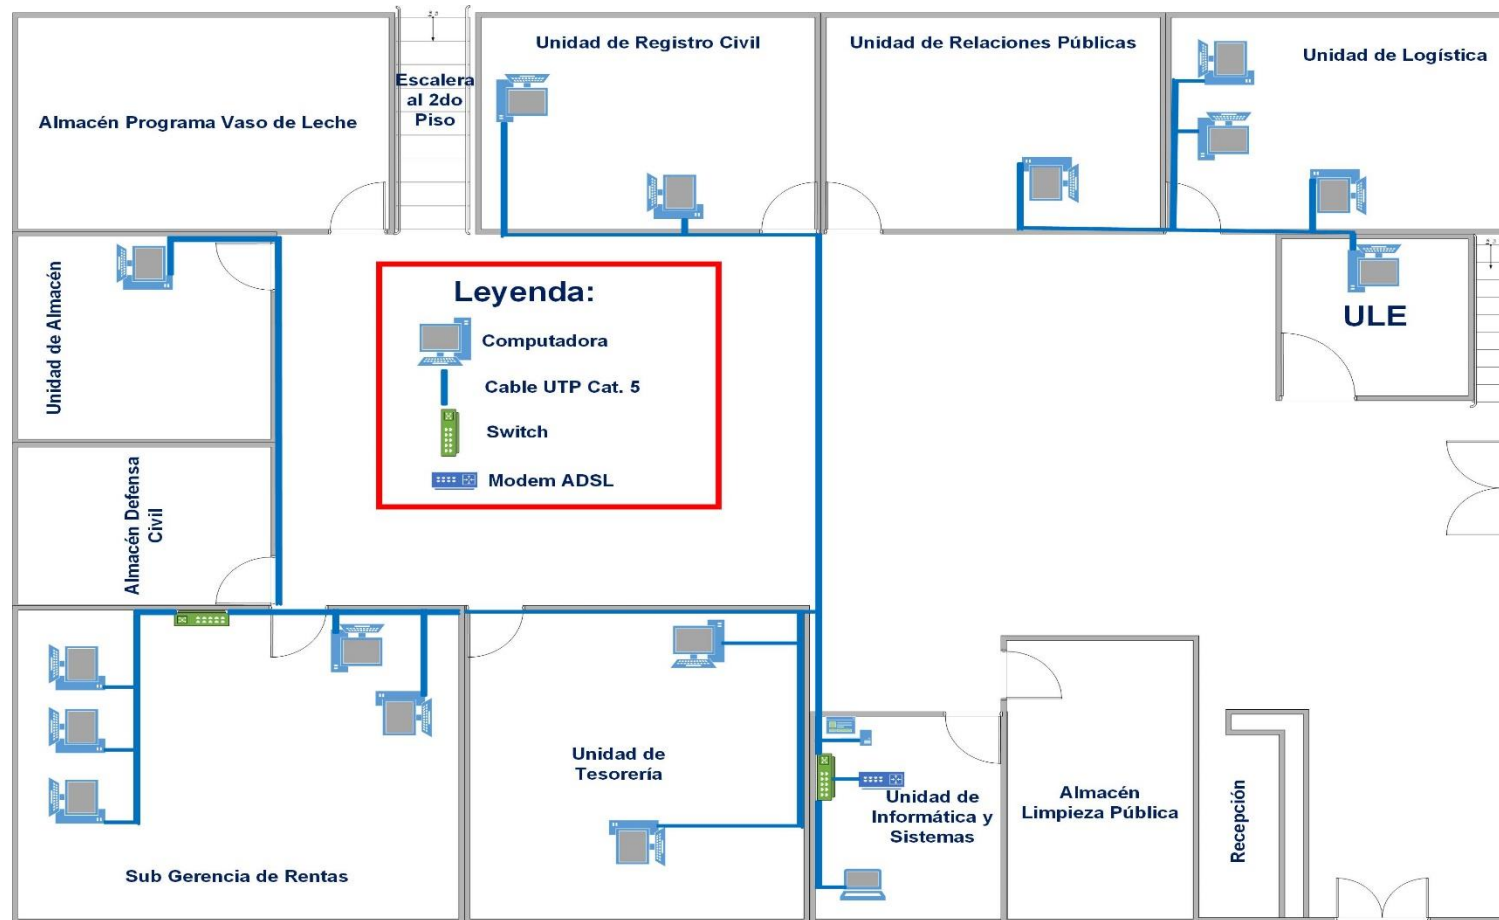 Unidad de Registro Civil
Unidad de Relaciones Públicas
Unidad de Logística
Escalera
al 2do
Piso
Almacén Programa Vaso de Leche
Unidad de Almacén
Leyenda:
Computadora
Cable UTP Cat. 5
Switch
Modem ADSL
ULE
Almacén Defensa
Civil
Unidad de
Tesorería
Unidad de
Informática y
Sistemas
Almacén
Limpieza Pública
Recepción
Sub Gerencia de Rentas